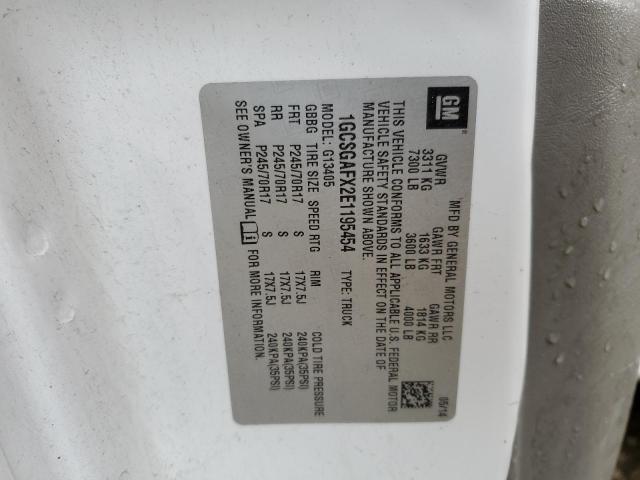 GM
MFD BY GENERAL MOTORS LLC 05/14
GVWR GAWR FRT GAWR RR
3311 KG 1633 KG 1814 KG
7300 LB 3600 LB 4000 LB
THIS VEHICLE CONFORMS TO ALL APPLICABLE U.S. FEDERAL MOTOR
VEHICLE SAFETY STANDARDS IN EFFECT ON THE DATE OF
MANUFACTURE SHOWN ABOVE.
1GCSGAFX2E1195454 TYPE: TRUCK
MODEL: G13405
GBBG TIRE SIZE SPEED RTG RIM COLD TIRE PRESSURE
FRT P245/70R17 S 17X7.5J 240KPA(35PSI)
RR P245/70R17 S 17X7.5J 240KPA(35PSI)
SPA P245/70R17 S 17X7.5J 240KPA(35PSI)
SEE OWNER'S MANUAL FOR MORE INFORMATION.